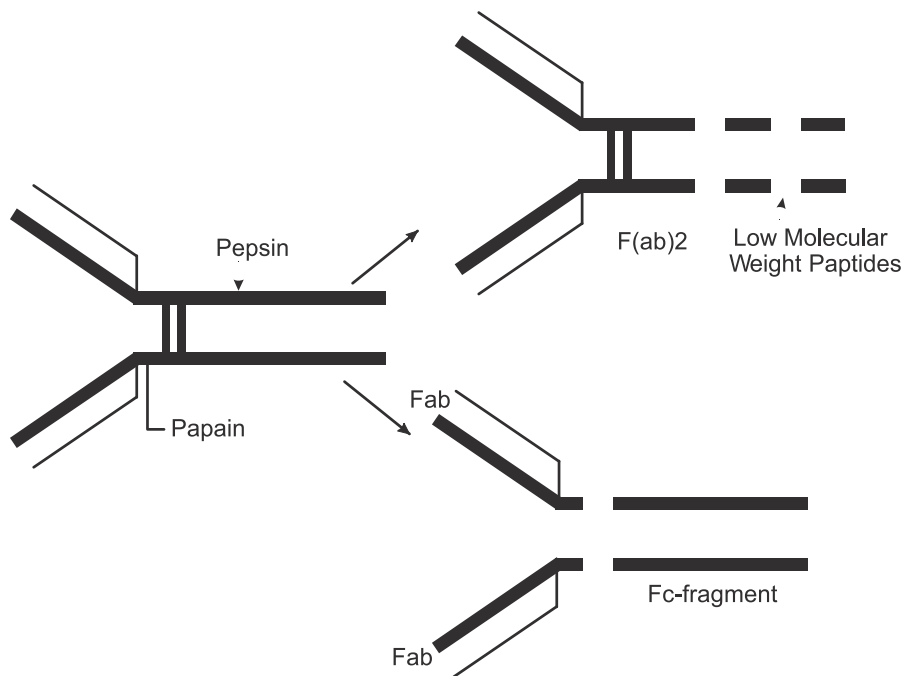 Pepsin
Papain
F(ab)2
Low Molecular
Weight Paptides
Fab
Fc-fragment
Fab